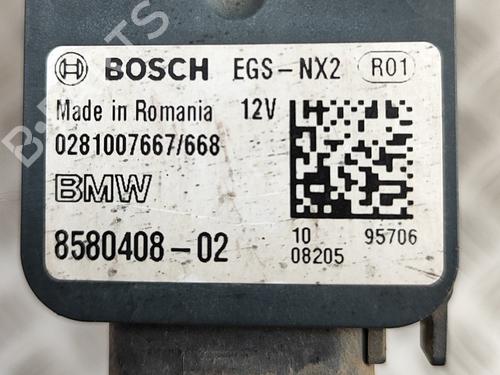 BOSCH EGS-NX2 R01
Made in Romania 12V
0281007667/668
BMW
8580408-02
10 95706
08205